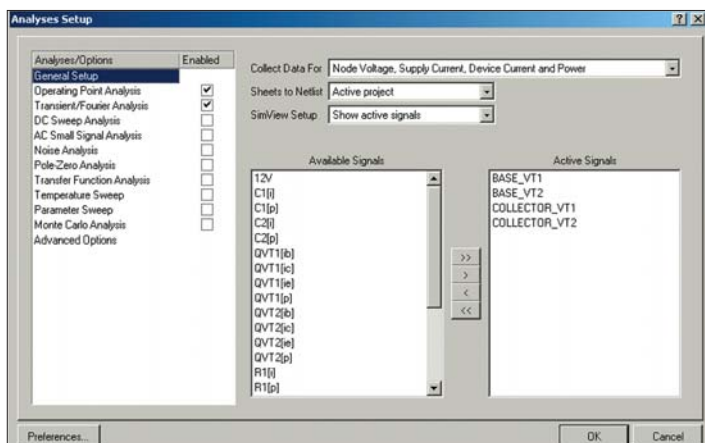 Analyses Setup
Analyses/Options Enabled
General Setup
Operating Point Analysis
Transient/Fourier Analysis
DC Sweep Analysis
AC Small Signal Analysis
Noise Analysis
Pole-Zero Analysis
Transfer Function Analysis
Temperature Sweep
Parameter Sweep
Monte Carlo Analysis
Advanced Options
Collect Data For Node Voltage, Supply Current, Device Current and Power
Sheets to Netlist Active project
SimView Setup Show active signals
Available Signals
12V
C1[i]
C1[p]
C2[i]
C2[p]
QVT1[ib]
QVT1[ic]
QVT1[ie]
QVT1[p]
QVT2[ib]
QVT2[ic]
QVT2[ie]
QVT2[p]
R1[i]
R1[p]
>>
>
<
<<
Active Signals
BASE_VT1
BASE_VT2
COLLECTOR_VT1
COLLECTOR_VT2
Preferences...
OK
Cancel